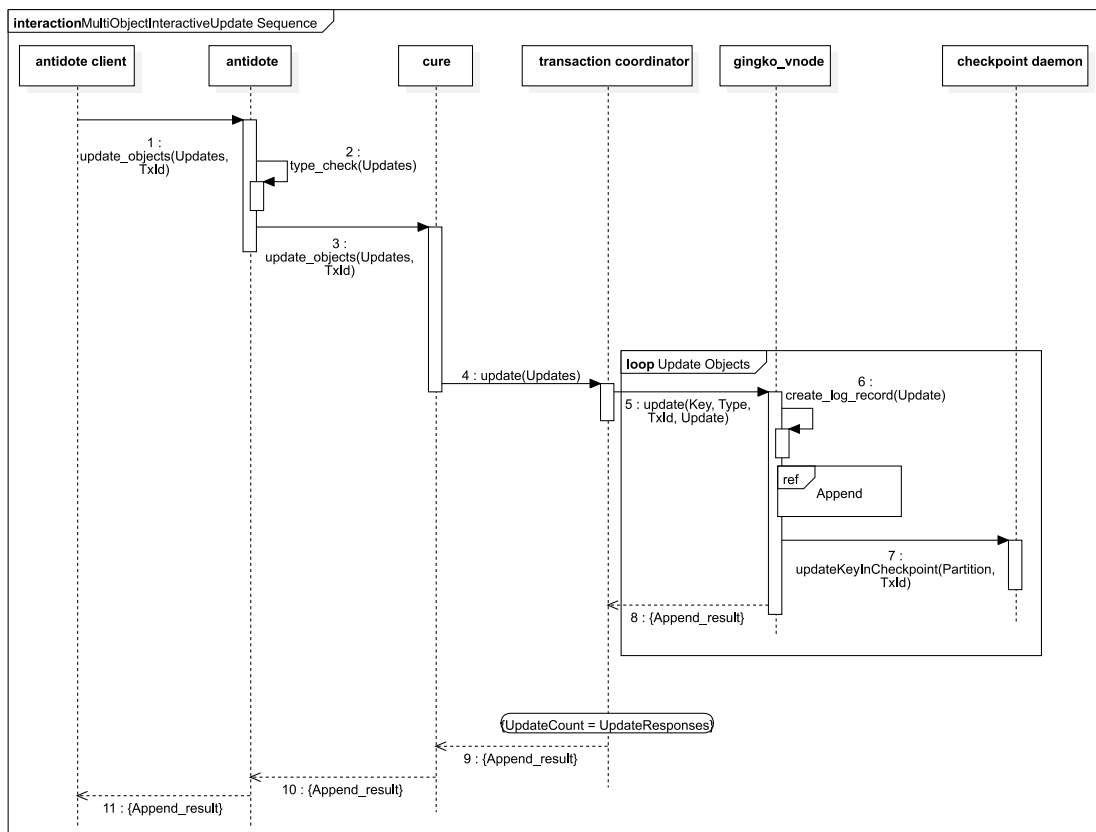 interactionMultiObjectInteractiveUpdate Sequence
antidote client
antidote
cure
transaction coordinator
gingko_vnode
checkpoint daemon
1 :
update_objects(Updates,
TxId)
2 :
type_check(Updates)
3 :
update_objects(Updates,
TxId)
loop Update Objects
4 : update(Updates)
5 : update(Key, Type,
TxId, Update)
6 :
create_log_record(Update)
ref
Append
7 :
updateKeyInCheckpoint(Partition,
TxId)
8 : {Append_result}
{UpdateCount = UpdateResponses}
9 : {Append_result}
10 : {Append_result}
11 : {Append_result}